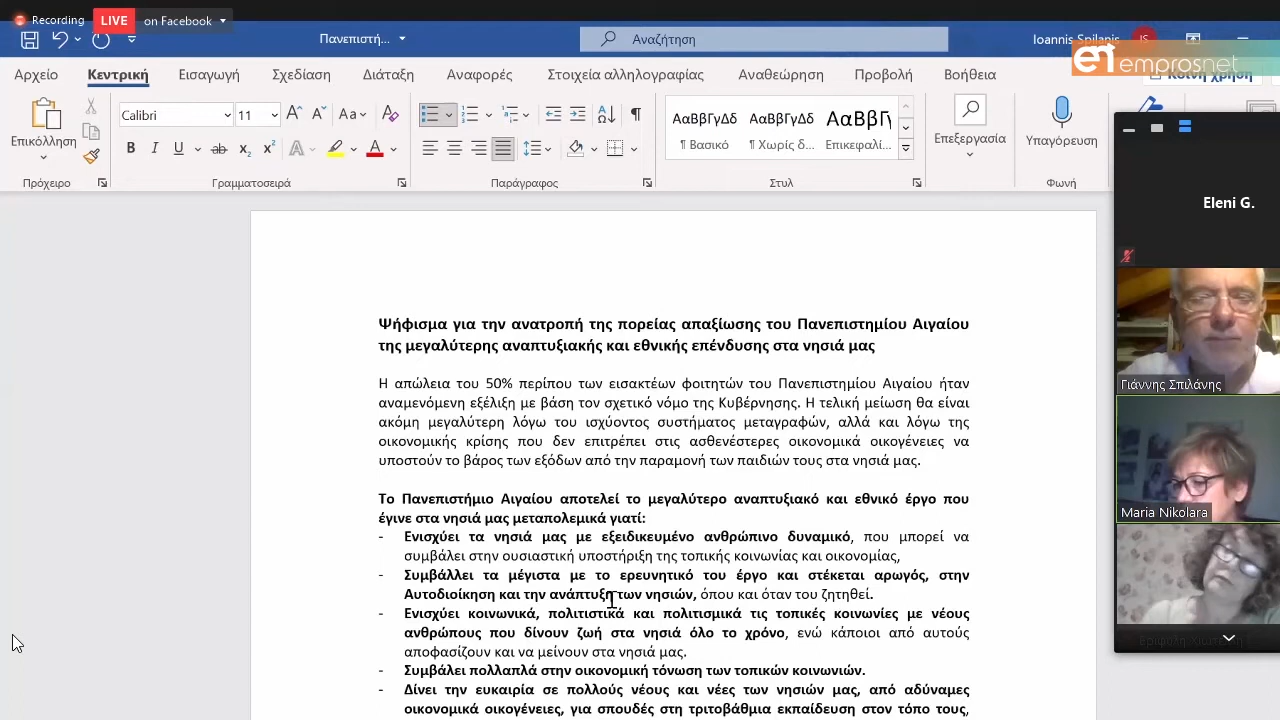 Recording LIVE on Facebook
Πανεπιστή... Αναζήτηση Ioannis Spilanis IS
emprosnet
Αρχείο Κεντρική Εισαγωγή Σχεδίαση Διάταξη Αναφορές Στοιχεία αλληλογραφίας Αναθεώρηση Προβολή Βοήθεια Κοινή χρήση
Calibri 11
ΑαΒβΓγΔδ ΑαΒβΓγΔδ ΑαΒβΓγ
Επικόλληση ¶ Βασικό ¶ Χωρίς δ... Επικεφαλί... Επεξεργασία Υπαγόρευση
Πρόχειρο Γραμματοσειρά Παράγραφος Στυλ Φωνή
Eleni G.
Γιάννης Σπιλάνης
Maria Nikolara
Ψήφισμα για την ανατροπή της πορείας απαξίωσης του Πανεπιστημίου Αιγαίου
της μεγαλύτερης αναπτυξιακής και εθνικής επένδυσης στα νησιά μας
Η απώλεια του 50% περίπου των εισακτέων φοιτητών του Πανεπιστημίου Αιγαίου ήταν
αναμενόμενη εξέλιξη με βάση τον σχετικό νόμο της Κυβέρνησης. Η τελική μείωση θα είναι
ακόμη μεγαλύτερη λόγω του ισχύοντος συστήματος μεταγραφών, αλλά και λόγω της
οικονομικής κρίσης που δεν επιτρέπει στις ασθενέστερες οικονομικά οικογένειες να
υποστούν το βάρος των εξόδων από την παραμονή των παιδιών τους στα νησιά μας.
Το Πανεπιστήμιο Αιγαίου αποτελεί το μεγαλύτερο αναπτυξιακό και εθνικό έργο που
έγινε στα νησιά μας μεταπολεμικά γιατί:
- Ενισχύει τα νησιά μας με εξειδικευμένο ανθρώπινο δυναμικό, που μπορεί να
συμβάλει στην ουσιαστική υποστήριξη της τοπικής κοινωνίας και οικονομίας,
- Συμβάλλει τα μέγιστα με το ερευνητικό του έργο και στέκεται αρωγός, στην
Αυτοδιοίκηση και την ανάπτυξη των νησιών, όπου και όταν του ζητηθεί.
- Ενισχύει κοινωνικά, πολιτιστικά και πολιτισμικά τις τοπικές κοινωνίες με νέους
ανθρώπους που δίνουν ζωή στα νησιά όλο το χρόνο, ενώ κάποιοι από αυτούς
αποφασίζουν και να μείνουν στα νησιά μας.
- Συμβάλει πολλαπλά στην οικονομική τόνωση των τοπικών κοινωνιών.
- Δίνει την ευκαιρία σε πολλούς νέους και νέες των νησιών μας, από αδύναμες
οικονομικά οικογένειες, για σπουδές στη τριτοβάθμια εκπαίδευση στον τόπο τους,